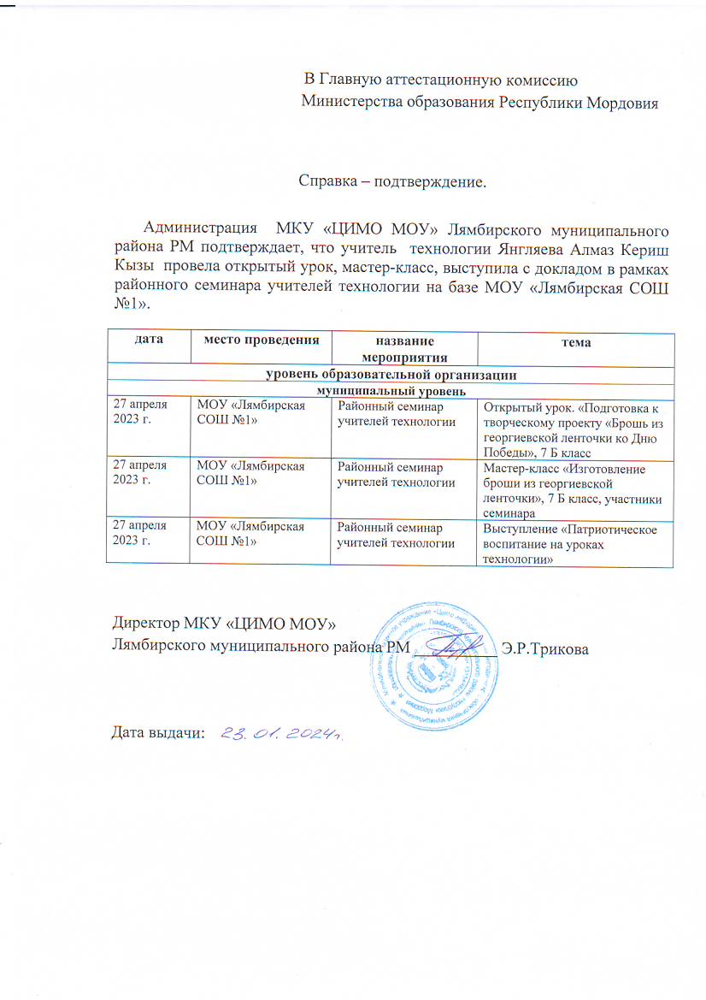 В Главную аттестационную комиссию
Министерства образования Республики Мордовия
Справка – подтверждение.
Администрация МКУ «ЦИМО МОУ» Лямбирского муниципального
района РМ подтверждает, что учитель технологии Янгляева Алмаз Кериш
Кызы провела открытый урок, мастер-класс, выступила с докладом в рамках
районного семинара учителей технологии на базе МОУ «Лямбирская СОШ
№1».
дата место проведения название мероприятия тема
уровень образовательной организации
муниципальный уровень
27 апреля МОУ «Лямбирская Районный семинар Открытый урок. «Подготовка к
2023 г. СОШ №1» учителей технологии творческому проекту «Брошь из
георгиевской ленточки ко Дню
Победы», 7 Б класс
27 апреля МОУ «Лямбирская Районный семинар Мастер-класс «Изготовление
2023 г. СОШ №1» учителей технологии броши из георгиевской
ленточки», 7 Б класс, участники
семинара
27 апреля МОУ «Лямбирская Районный семинар Выступление «Патриотическое
2023 г. СОШ №1» учителей технологии воспитание на уроках
технологии»
Директор МКУ «ЦИМО МОУ»
Лямбирского муниципального района РМ Э.Р.Трикова
Дата выдачи: 23.01.2024г.